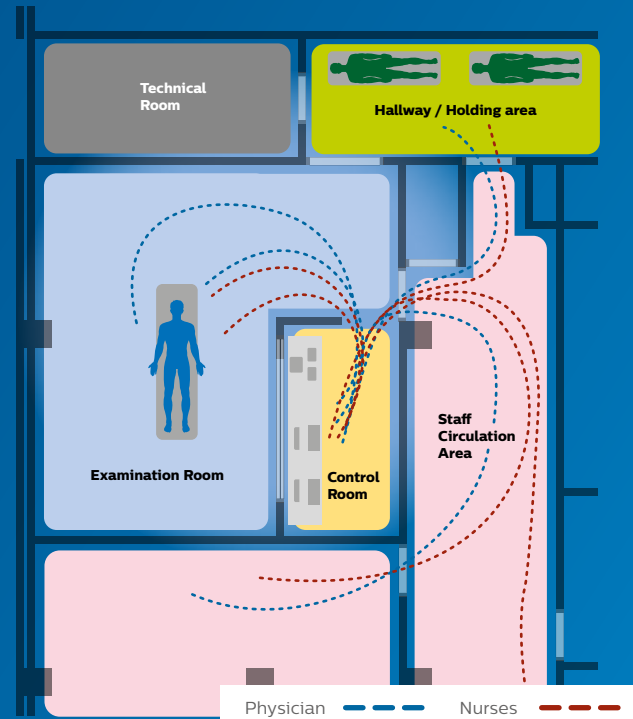 Technical
Room
Hallway / Holding area
Staff
Circulation
Area
Examination Room
Control
Room
Physician
Nurses